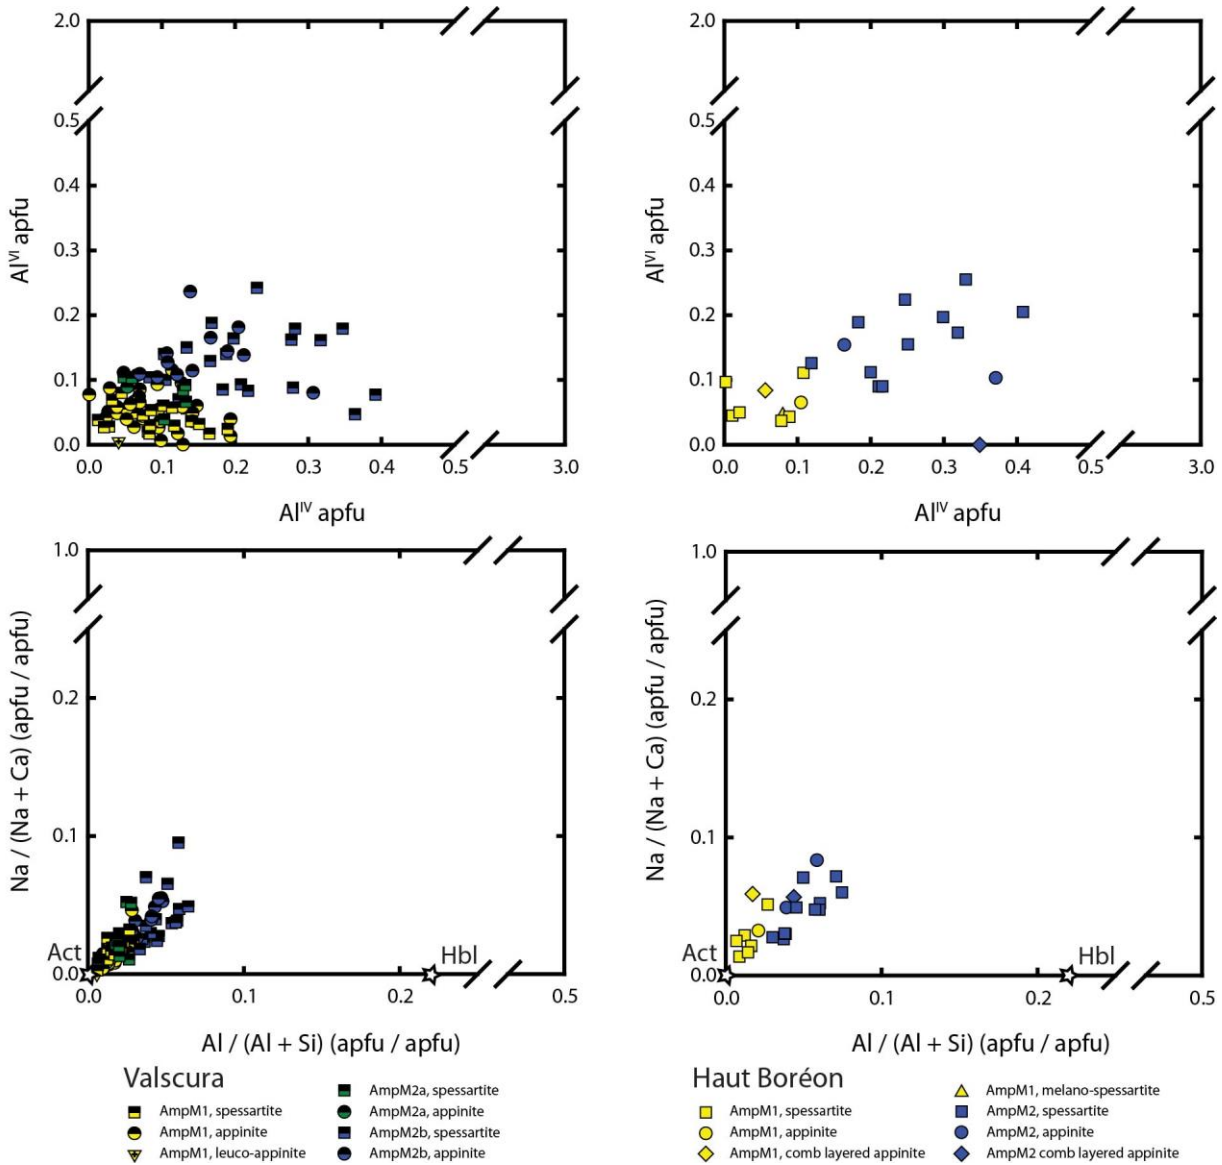 2.0
0.5
0.4
0.3
0.2
0.1
0.0
Al^VI apfu
0.0 0.1 0.2 0.3 0.4 0.5 3.0
Al^IV apfu
2.0
0.5
0.4
0.3
0.2
0.1
0.0
Al^VI apfu
0.0 0.1 0.2 0.3 0.4 0.5 3.0
Al^IV apfu
1.0
0.2
0.1
0.0
Na / (Na + Ca) (apfu / apfu)
Act
Hbl
0.0 0.1 0.2 0.5
Al / (Al + Si) (apfu / apfu)
1.0
0.2
0.1
0.0
Na / (Na + Ca) (apfu / apfu)
Act
Hbl
0.0 0.1 0.2 0.5
Al / (Al + Si) (apfu / apfu)
Valscura
AmpM1, spessartite
AmpM1, appinite
AmpM1, leuco-appinite
AmpM2a, spessartite
AmpM2a, appinite
AmpM2b, spessartite
AmpM2b, appinite
Haut Boréon
AmpM1, spessartite
AmpM1, appinite
AmpM1, comb layered appinite
AmpM1, melano-spessartite
AmpM2, spessartite
AmpM2, appinite
AmpM2 comb layered appinite